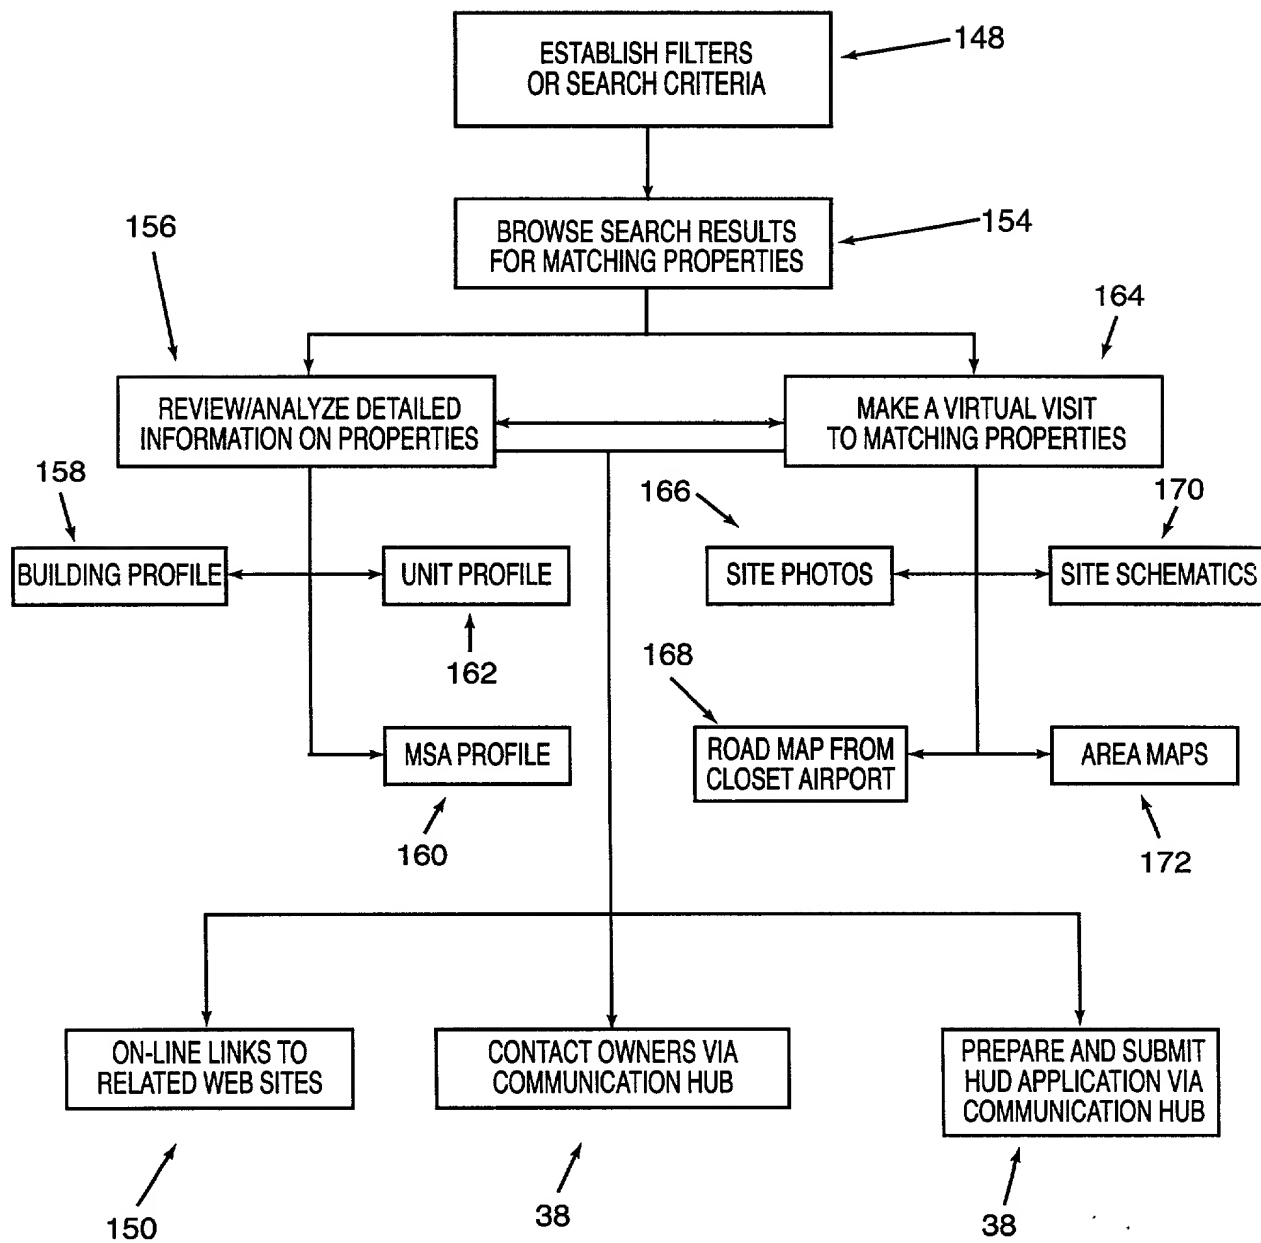 ESTABLISH FILTERS
OR SEARCH CRITERIA
148
BROWSE SEARCH RESULTS
FOR MATCHING PROPERTIES
154
156
164
REVIEW/ANALYZE DETAILED
INFORMATION ON PROPERTIES
MAKE A VIRTUAL VISIT
TO MATCHING PROPERTIES
158
166
170
BUILDING PROFILE
UNIT PROFILE
SITE PHOTOS
SITE SCHEMATICS
162
168
MSA PROFILE
ROAD MAP FROM
CLOSET AIRPORT
AREA MAPS
160
172
ON-LINE LINKS TO
RELATED WEB SITES
CONTACT OWNERS VIA
COMMUNICATION HUB
PREPARE AND SUBMIT
HUD APPLICATION VIA
COMMUNICATION HUB
150
38
38